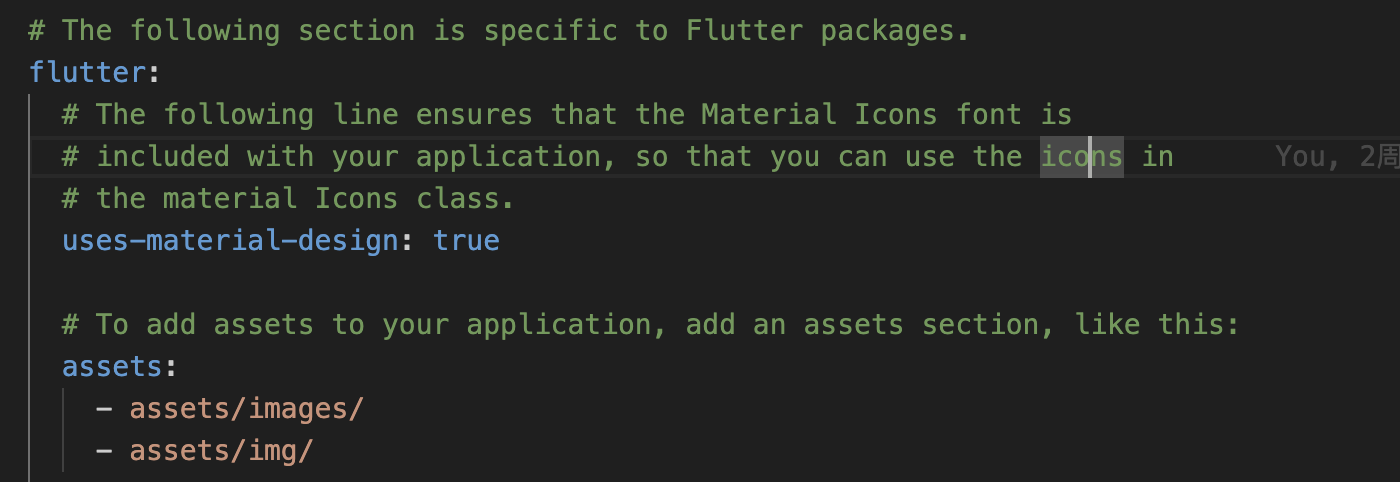 # The following section is specific to Flutter packages.
flutter:
# The following line ensures that the Material Icons font is
# included with your application, so that you can use the icons in You, 2周
# the material Icons class.
uses-material-design: true
# To add assets to your application, add an assets section, like this:
assets:
- assets/images/
- assets/img/